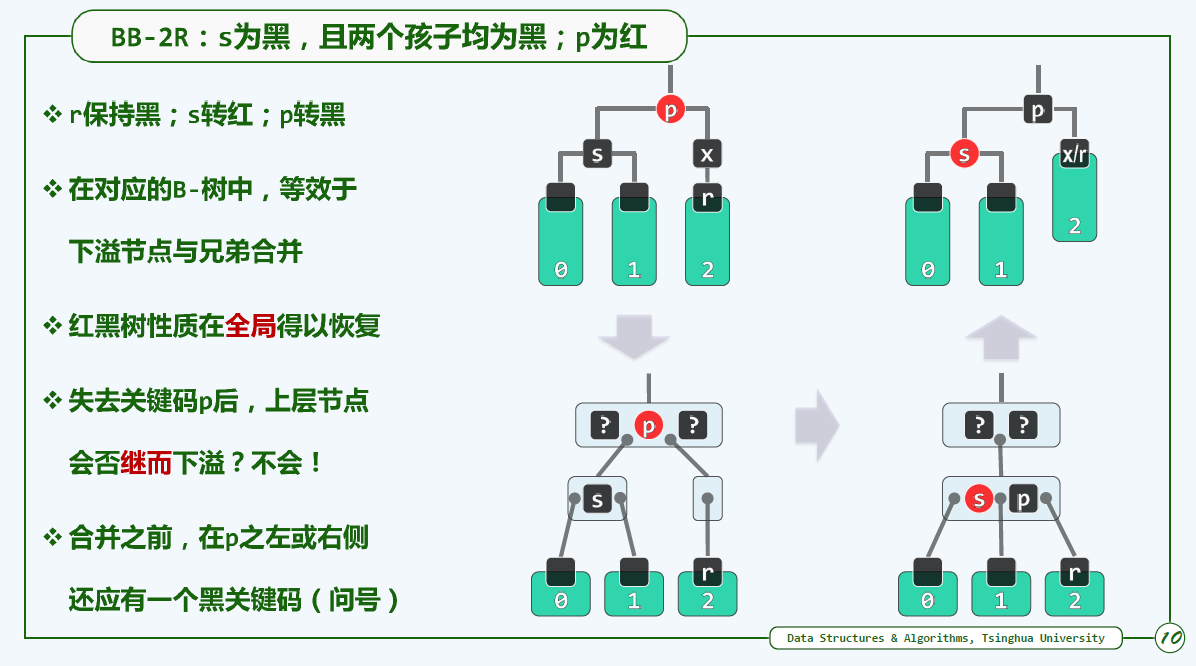 BB-2R：s为黑，且两个孩子均为黑；p为红
❖ r保持黑；s转红；p转黑
❖ 在对应的B-树中，等效于
下溢节点与兄弟合并
❖ 红黑树性质在全局得以恢复
❖ 失去关键码p后，上层节点
会否继而下溢？不会！
❖ 合并之前，在p之左或右侧
还应有一个黑关键码（问号）
p
s x
r
0 1 2
p
s x/r
2
0 1
? p ?
s
r
0 1 2
? ?
s p
r
0 1 2
Data Structures & Algorithms, Tsinghua University
10